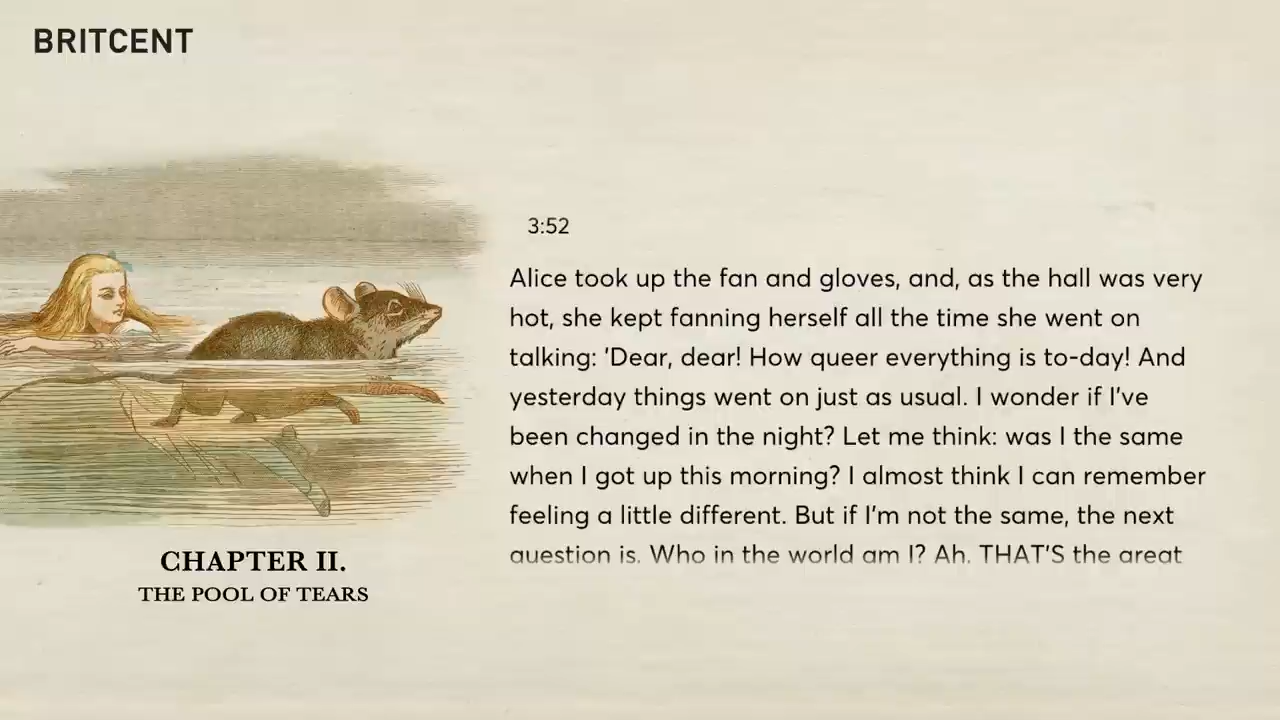 BRITCENT
3:52
Alice took up the fan and gloves, and, as the hall was very
hot, she kept fanning herself all the time she went on
talking: 'Dear, dear! How queer everything is to-day! And
yesterday things went on just as usual. I wonder if I've
been changed in the night? Let me think: was I the same
when I got up this morning? I almost think I can remember
feeling a little different. But if I'm not the same, the next
question is, Who in the world am I? Ah, THAT'S the great
CHAPTER II.
THE POOL OF TEARS